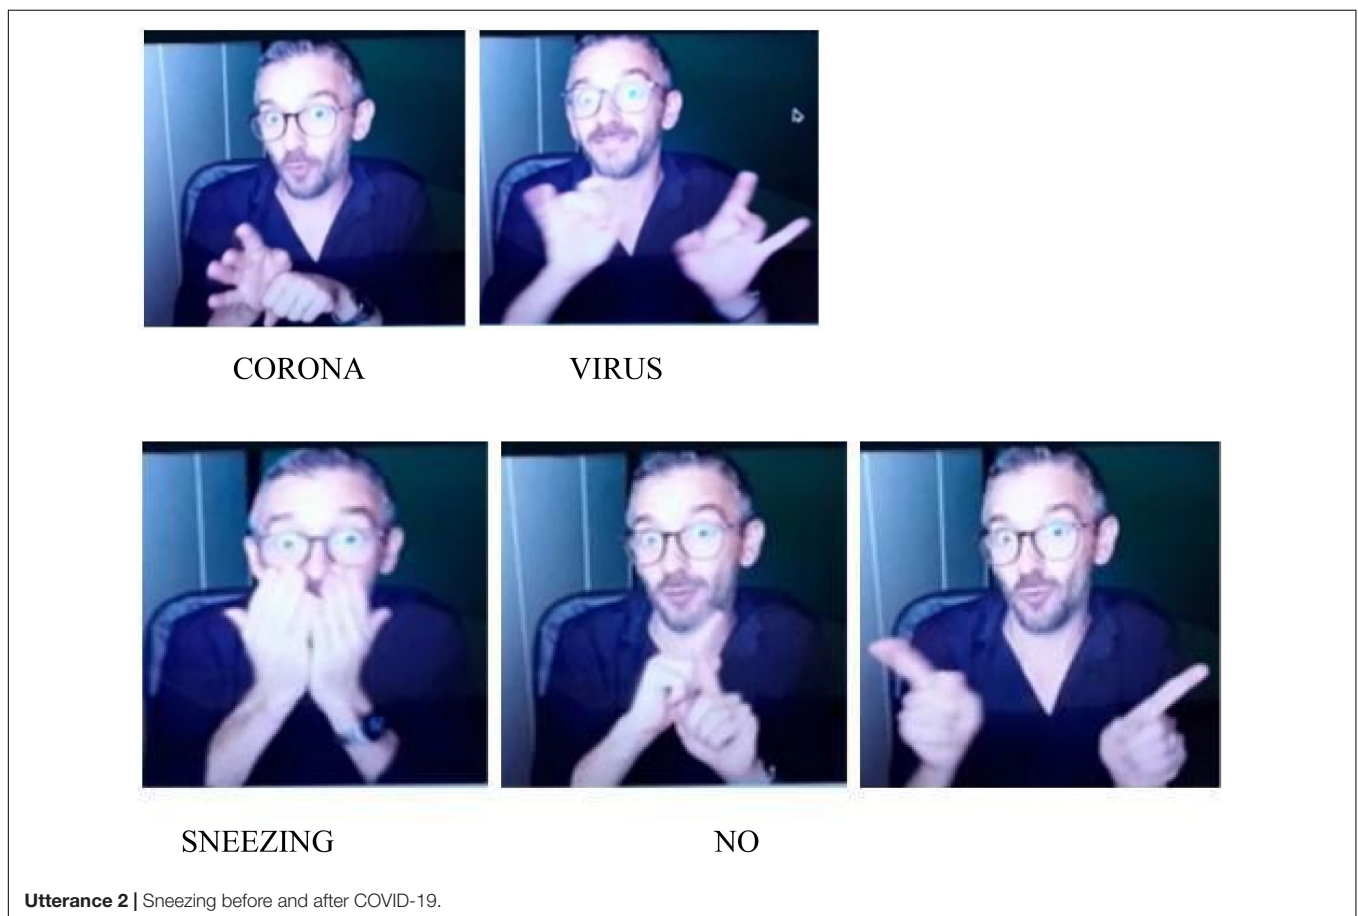 CORONA VIRUS
SNEEZING NO
Utterance 2 | Sneezing before and after COVID-19.